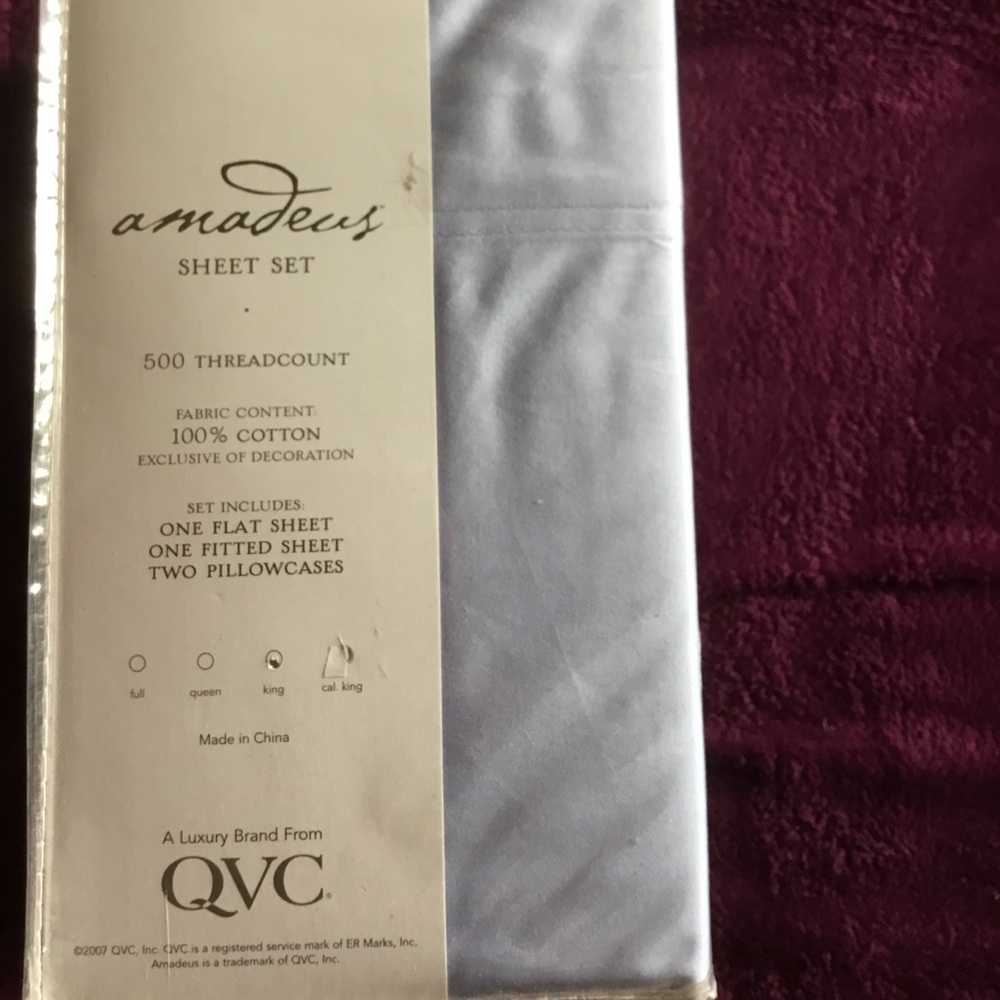 amadeus™
SHEET SET
500 THREADCOUNT
FABRIC CONTENT:
100% COTTON
EXCLUSIVE OF DECORATION
SET INCLUDES:
ONE FLAT SHEET
ONE FITTED SHEET
TWO PILLOWCASES
full queen king cal. king
Made in China
A Luxury Brand From
QVC®
©2007 QVC, Inc. QVC is a registered service mark of ER Marks, Inc.
Amadeus is a trademark of QVC, Inc.